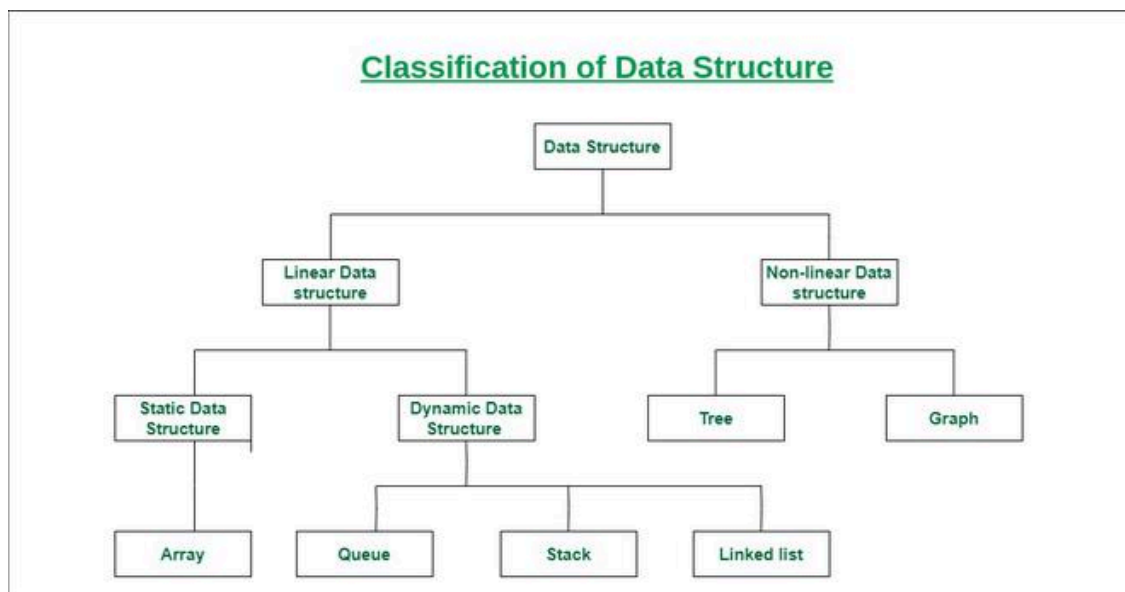 Classification of Data Structure
Data Structure
Linear Data
structure
Non-linear Data
structure
Static Data
Structure
Dynamic Data
Structure
Tree
Graph
Array
Queue
Stack
Linked list